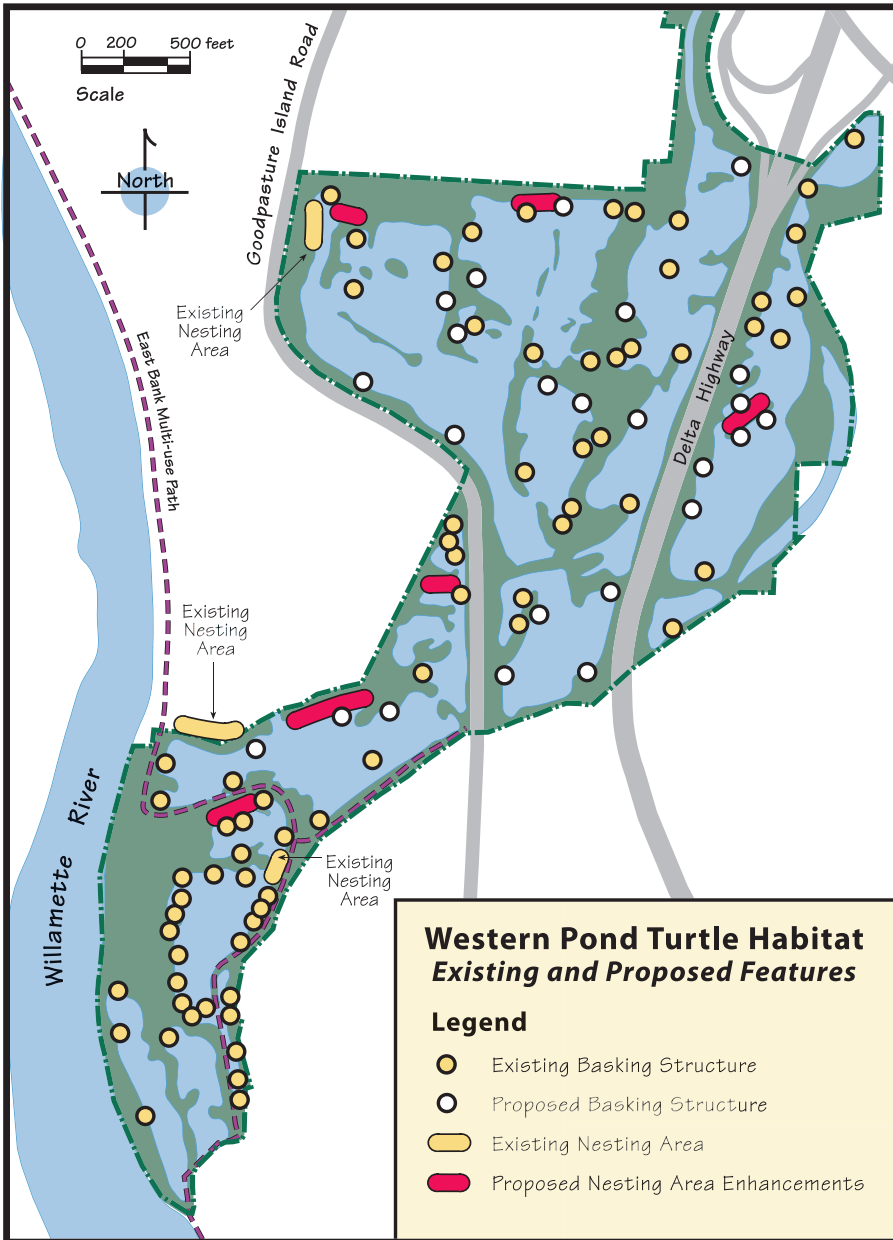 0 200 500 feet
Scale
North
Goodpasture Island Road
Existing
Nesting
Area
East Bank Multi-use Path
Delta Highway
Existing
Nesting
Area
Willamette River
Existing
Nesting
Area
Western Pond Turtle Habitat
Existing and Proposed Features
Legend
Existing Basking Structure
Proposed Basking Structure
Existing Nesting Area
Proposed Nesting Area Enhancements